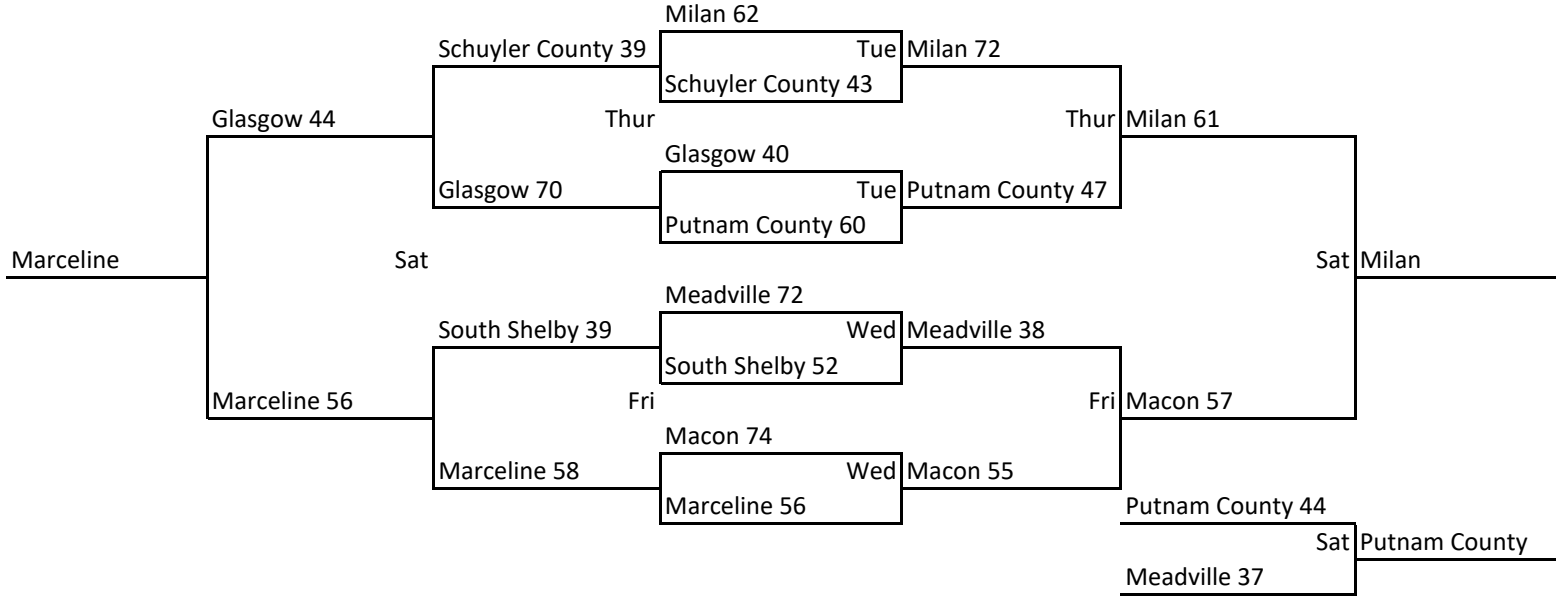 Milan 62
Schuyler County 39
Tue
Milan 72
Schuyler County 43
Glasgow 44
Thur
Thur
Milan 61
Glasgow 40
Glasgow 70
Tue
Putnam County 47
Putnam County 60
Marceline
Sat
Sat
Milan
Meadville 72
South Shelby 39
Wed
Meadville 38
South Shelby 52
Marceline 56
Fri
Fri
Macon 57
Macon 74
Marceline 58
Wed
Macon 55
Marceline 56
Putnam County 44
Sat
Putnam County
Meadville 37